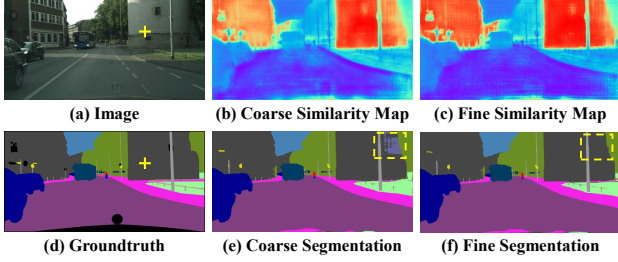 (a) Image
(b) Coarse Similarity Map
(c) Fine Similarity Map
(d) Groundtruth
(e) Coarse Segmentation
(f) Fine Segmentation